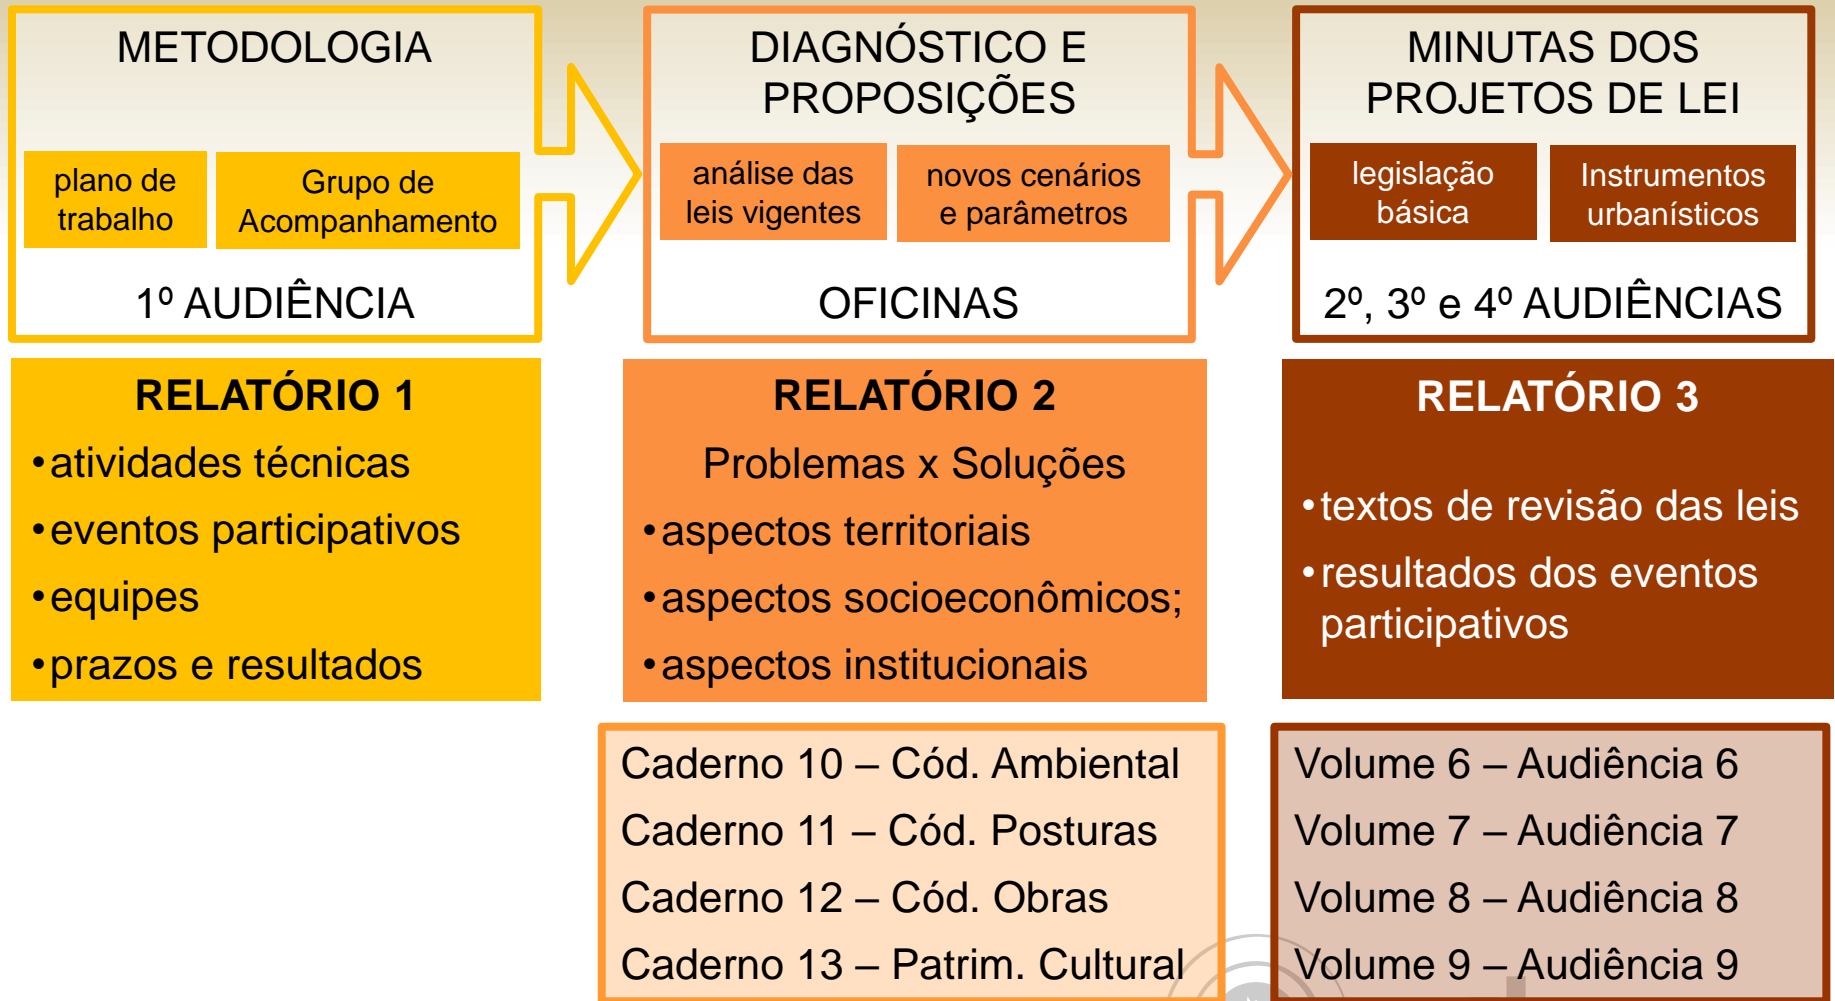 METODOLOGIA
plano de
trabalho
Grupo de
Acompanhamento
1º AUDIÊNCIA
DIAGNÓSTICO E
PROPOSIÇÕES
análise das
leis vigentes
novos cenários
e parâmetros
OFICINAS
MINUTAS DOS
PROJETOS DE LEI
legislação
básica
Instrumentos
urbanísticos
2º, 3º e 4º AUDIÊNCIAS
RELATÓRIO 1
•atividades técnicas
•eventos participativos
•equipes
•prazos e resultados
RELATÓRIO 2
Problemas x Soluções
•aspectos territoriais
•aspectos socioeconômicos;
•aspectos institucionais
RELATÓRIO 3
•textos de revisão das leis
•resultados dos eventos
participativos
Caderno 10 – Cód. Ambiental
Caderno 11 – Cód. Posturas
Caderno 12 – Cód. Obras
Caderno 13 – Patrim. Cultural
Volume 6 – Audiência 6
Volume 7 – Audiência 7
Volume 8 – Audiência 8
Volume 9 – Audiência 9